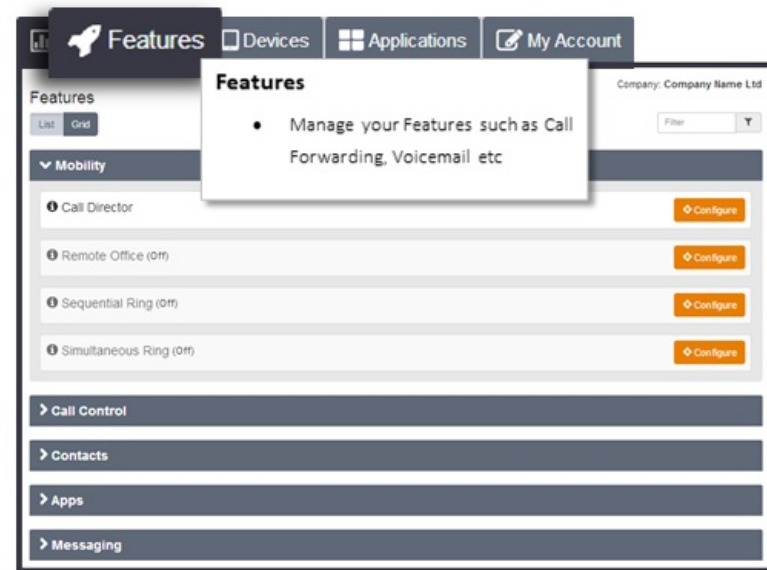 Features
Devices
Applications
My Account
Features
• Manage your Features such as Call
Forwarding, Voicemail etc
Company: Company Name Ltd
Features
List
Grid
Filter
Mobility
Call Director
Configure
Remote Office (Off)
Configure
Sequential Ring (Off)
Configure
Simultaneous Ring (Off)
Configure
Call Control
Contacts
Apps
Messaging